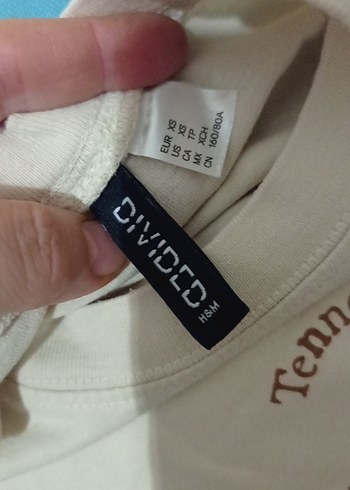 EUR XS
US XS
CA TP
MX XCH
CN 160/80A
DIVIDED
H&M
Tenn